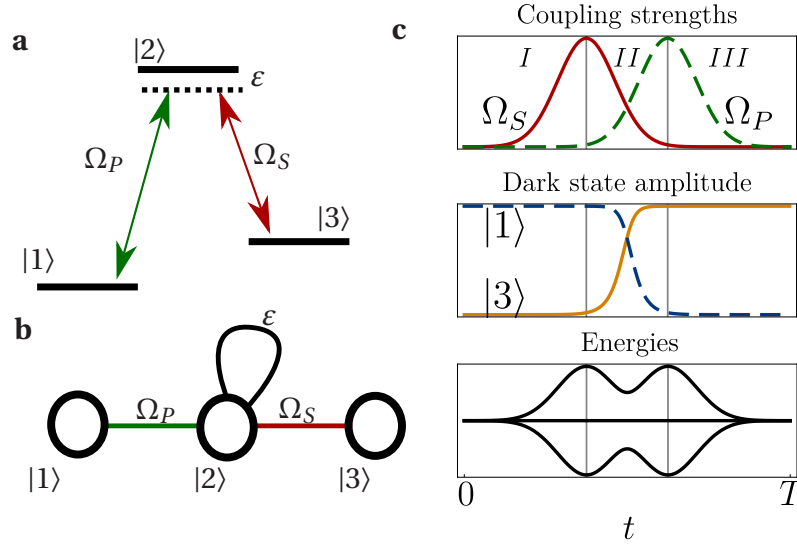 a
|2⟩
ε
Ω_P
Ω_S
|3⟩
|1⟩
b
ε
Ω_P
Ω_S
|1⟩
|2⟩
|3⟩
c
Coupling strengths
I
II
III
Ω_S
Ω_P
Dark state amplitude
|1⟩
|3⟩
Energies
0
T
t